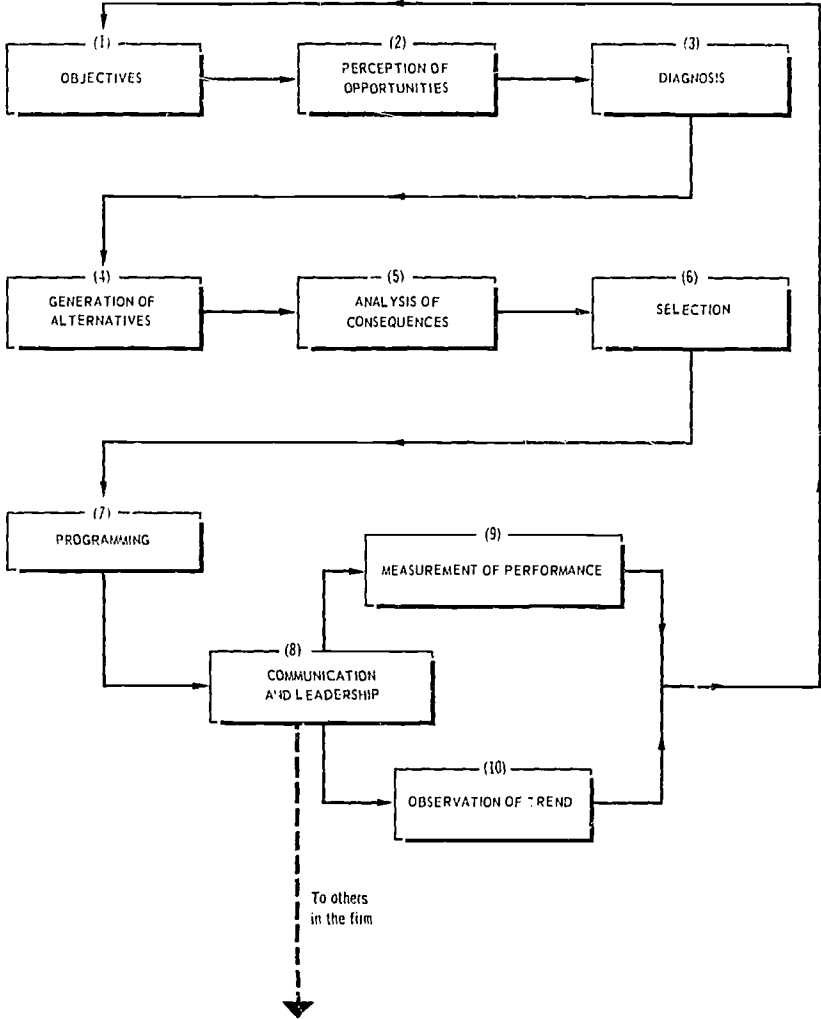 (1)
OBJECTIVES
(2)
PERCEPTION OF
OPPORTUNITIES
(3)
DIAGNOSIS
(4)
GENERATION OF
ALTERNATIVES
(5)
ANALYSIS OF
CONSEQUENCES
(6)
SELECTION
(7)
PROGRAMMING
(8)
COMMUNICATION
AND LEADERSHIP
(9)
MEASUREMENT OF PERFORMANCE
(10)
OBSERVATION OF TREND
To others
in the firm